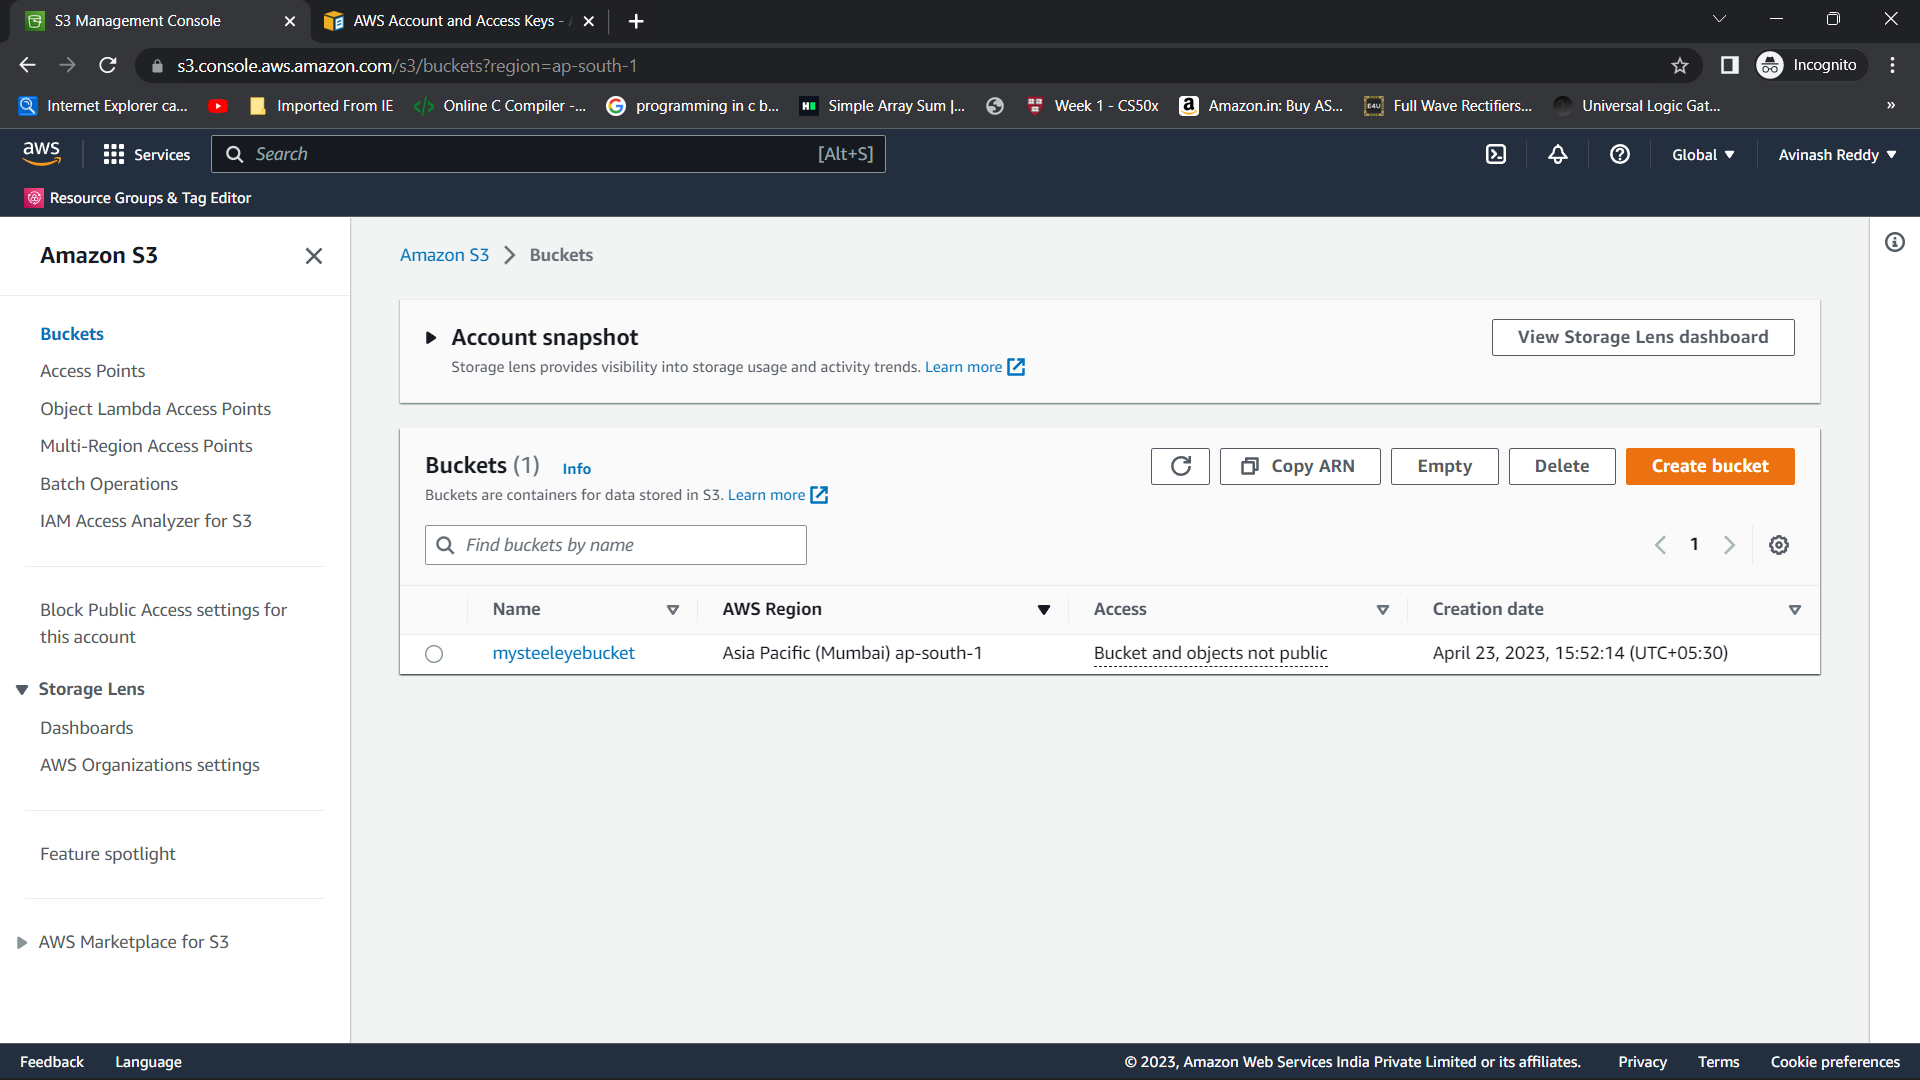 S3 Management Console
AWS Account and Access Keys -
s3.console.aws.amazon.com/s3/buckets?region=ap-south-1
Incognito
Internet Explorer ca...
Imported From IE
Online C Compiler -...
programming in c b...
Simple Array Sum |...
Week 1 - CS50x
Amazon.in: Buy AS...
Full Wave Rectifiers...
Universal Logic Gat...
»
aws
Services
Search
[Alt+S]
Global
Avinash Reddy
Resource Groups & Tag Editor
Amazon S3
Buckets
Access Points
Object Lambda Access Points
Multi-Region Access Points
Batch Operations
IAM Access Analyzer for S3
Block Public Access settings for
this account
Storage Lens
Dashboards
AWS Organizations settings
Feature spotlight
AWS Marketplace for S3
Amazon S3
Buckets
Account snapshot
Storage lens provides visibility into storage usage and activity trends. Learn more
View Storage Lens dashboard
Buckets (1) Info
Buckets are containers for data stored in S3. Learn more
Copy ARN
Empty
Delete
Create bucket
Find buckets by name
1
Name
AWS Region
Access
Creation date
mysteeleyebucket
Asia Pacific (Mumbai) ap-south-1
Bucket and objects not public
April 23, 2023, 15:52:14 (UTC+05:30)
Feedback
Language
© 2023, Amazon Web Services India Private Limited or its affiliates.
Privacy
Terms
Cookie preferences